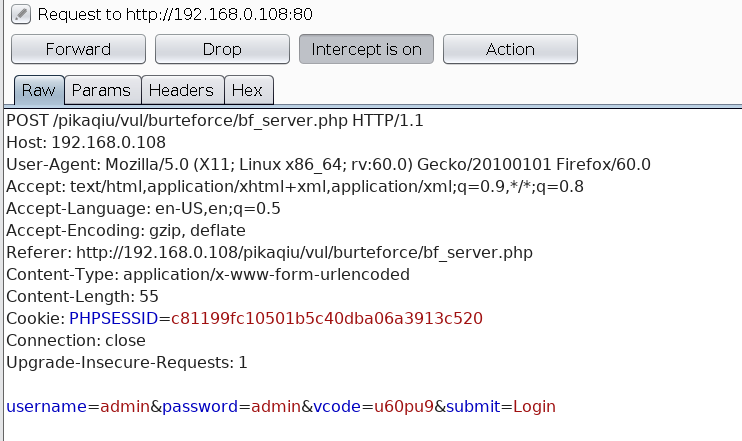 Request to http://192.168.0.108:80
Forward Drop Intercept is on Action
Raw Params Headers Hex
POST /pikaqiu/vul/burteforce/bf_server.php HTTP/1.1
Host: 192.168.0.108
User-Agent: Mozilla/5.0 (X11; Linux x86_64; rv:60.0) Gecko/20100101 Firefox/60.0
Accept: text/html,application/xhtml+xml,application/xml;q=0.9,*/*;q=0.8
Accept-Language: en-US,en;q=0.5
Accept-Encoding: gzip, deflate
Referer: http://192.168.0.108/pikaqiu/vul/burteforce/bf_server.php
Content-Type: application/x-www-form-urlencoded
Content-Length: 55
Cookie: PHPSESSID=c81199fc10501b5c40dba06a3913c520
Connection: close
Upgrade-Insecure-Requests: 1
username=admin&password=admin&vcode=u60pu9&submit=Login